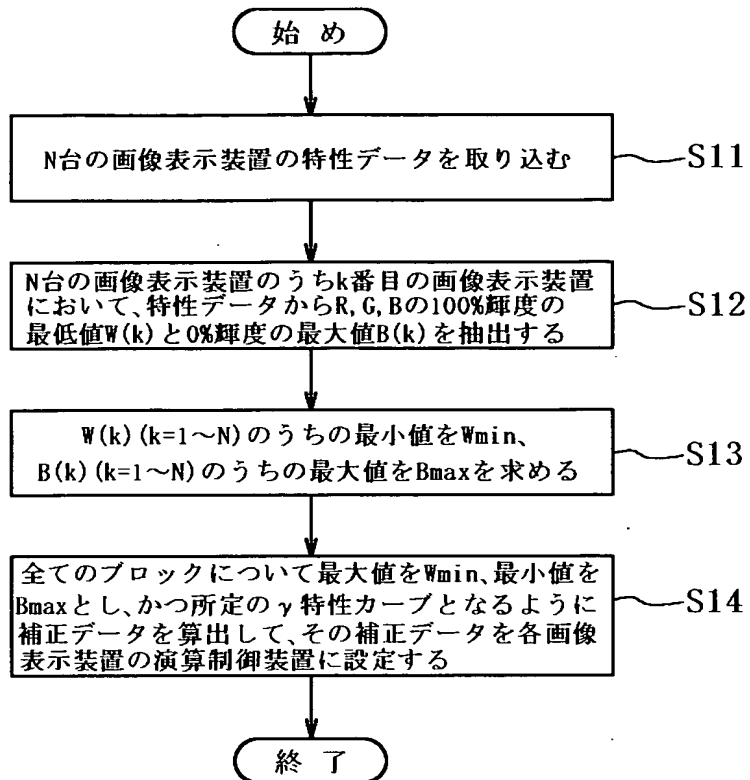 始 め
N台の画像表示装置の特性データを取り込む
S11
N台の画像表示装置のうちk番目の画像表示装置
において、特性データからR,G,Bの100%輝度の
最低値W(k)と0%輝度の最大値B(k)を抽出する
S12
W(k)(k=1～N)のうちの最小値をWmin、
B(k)(k=1～N)のうちの最大値をBmaxを求める
S13
全てのブロックについて最大値をWmin、最小値を
Bmaxとし、かつ所定のγ特性カーブとなるように
補正データを算出して、その補正データを各画像
表示装置の演算制御装置に設定する
S14
終 了